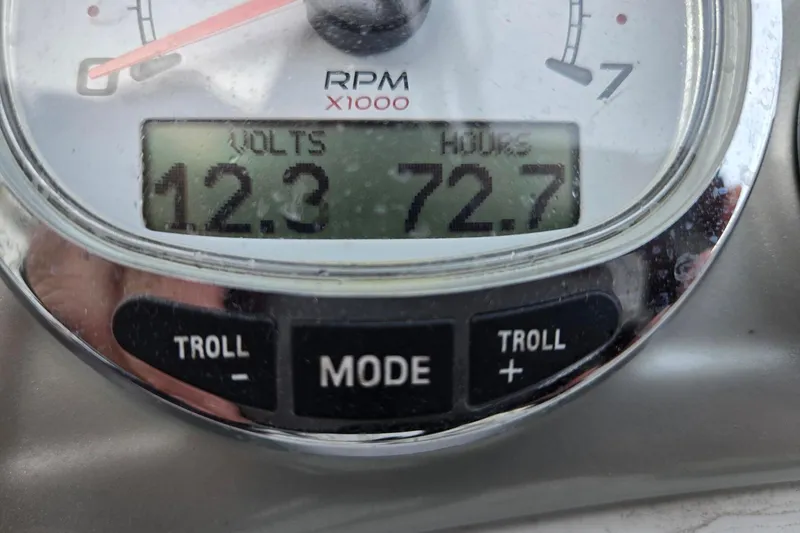 0 7
RPM
X1000
VOLTS HOURS
12.3 72.7
TROLL - MODE TROLL +